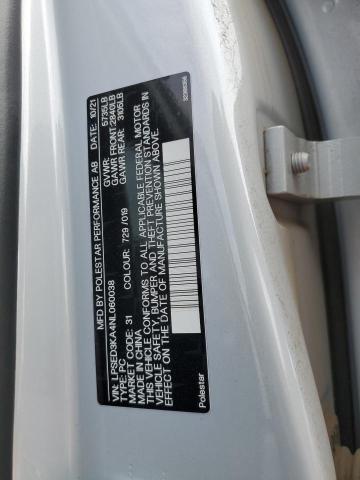 MFD BY POLESTAR PERFORMANCE AB DATE: 10/21
GVWR: 5735LB
GAWR FRONT: 2840LB
GAWR REAR: 3105LB
VIN: LPSED3KA4NL060038
TYPE: PC
MARKET CODE: 31 COLOUR: 729 /019
MADE IN CHINA
THIS VEHICLE CONFORMS TO ALL APPLICABLE FEDERAL MOTOR
VEHICLE SAFETY, BUMPER, AND THEFT PREVENTION STANDARDS IN
EFFECT ON THE DATE OF MANUFACTURE SHOWN ABOVE.
Polestar